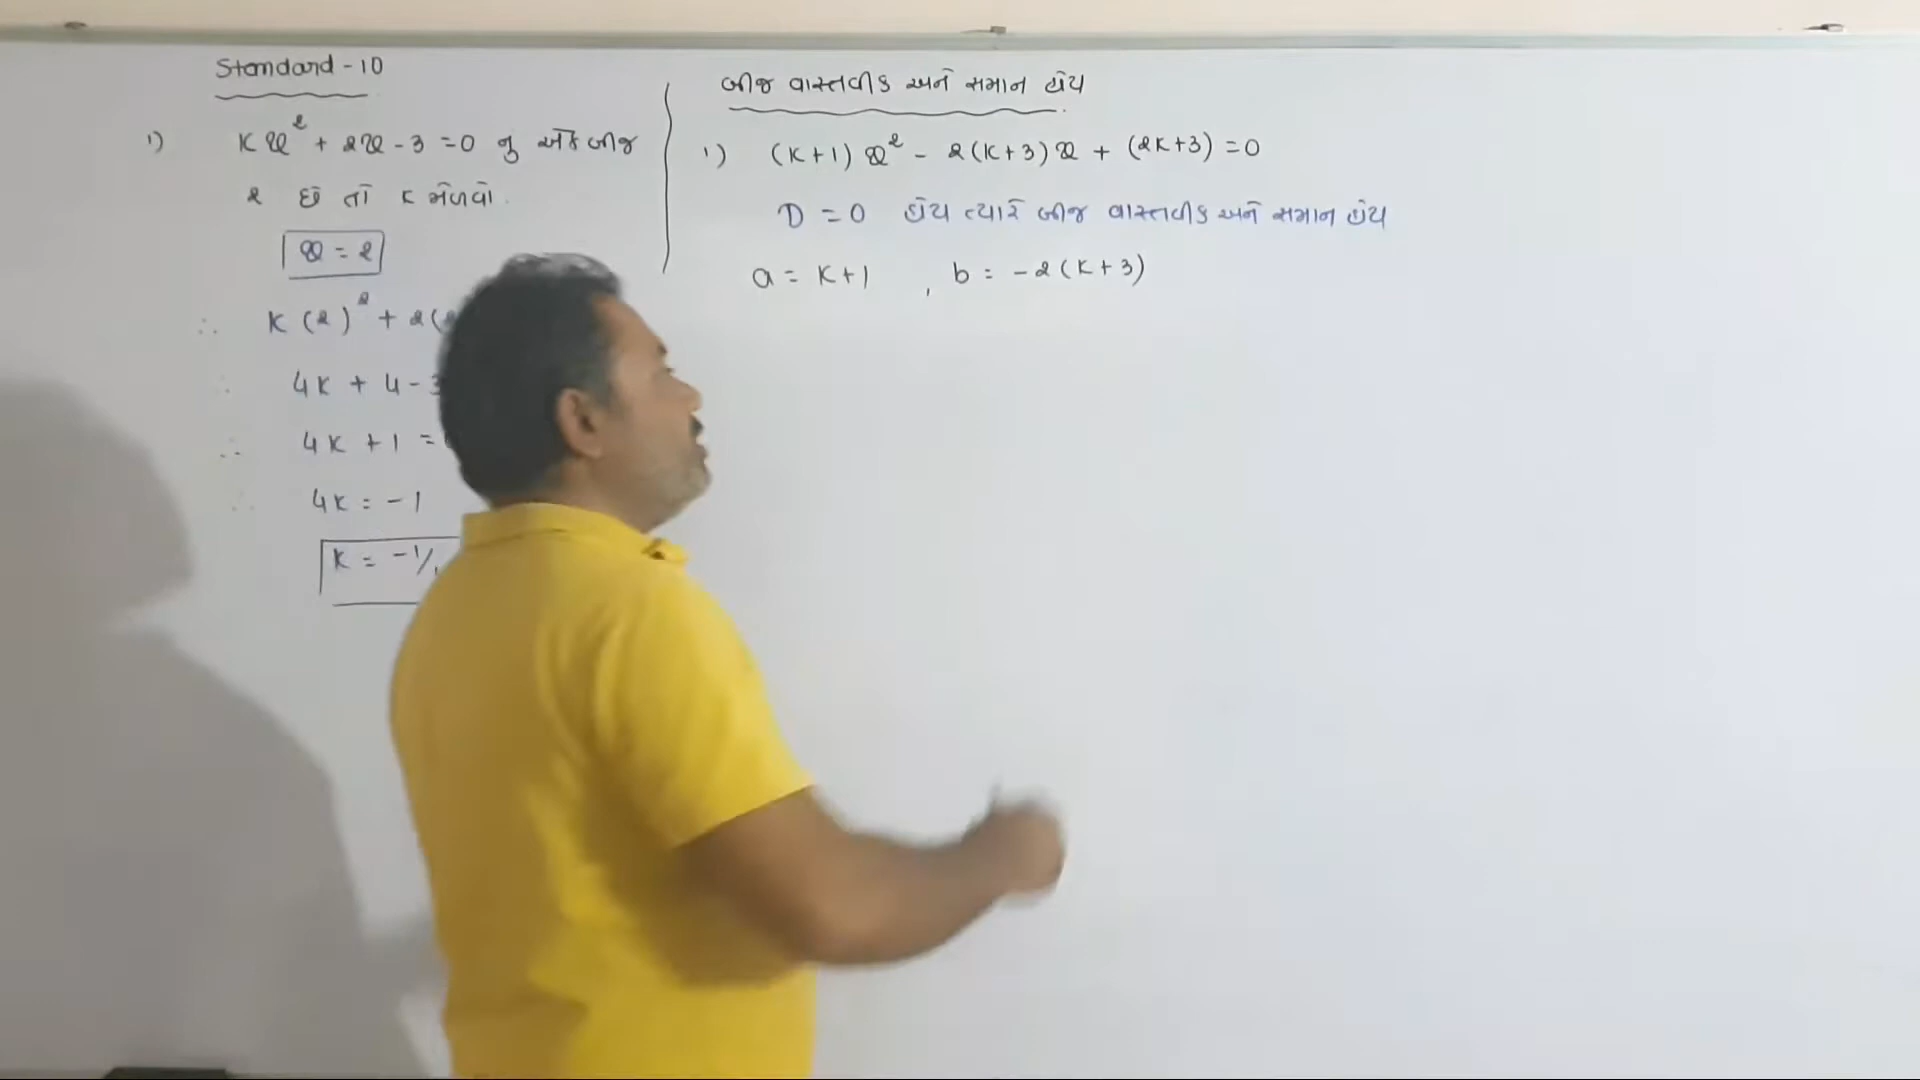 Standard - 10
1) Kx² + 2x - 3 = 0 નુ એક બીજ
2 છે તો K મેળવો.
x = 2
∴ K(2)² + 2(
∴ 4K + 4 - 3
∴ 4K + 1 =
∴ 4K = -1
K = -1/
બીજ વાસ્તવીક અને સમાન હોય
1) (K+1)x² - 2(K+3)x + (2K+3) = 0
D = 0 હોય ત્યારે બીજ વાસ્તવીક અને સમાન હોય
a = K+1 , b = -2(K+3)